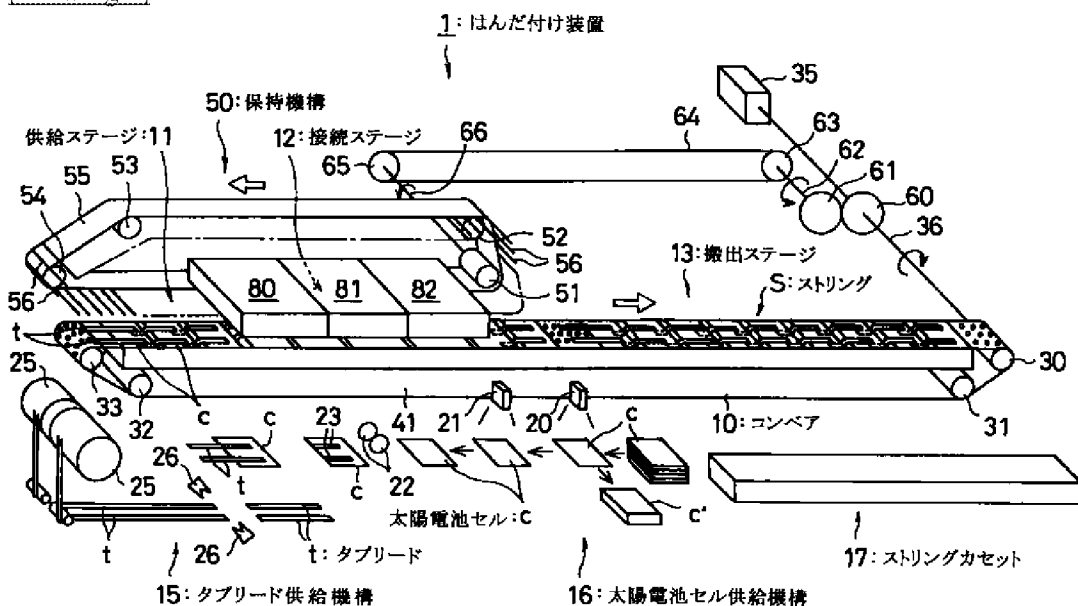 1:はんだ付け装置
35
50:保持機構
供給ステージ:11
12:接続ステージ
66
64
63
65
62
61
60
55
53
54
36
52
56
13:搬出ステージ
S:ストリング
56
80
81
82
51
t
25
33
32
c
41
21
20
10:コンベア
30
31
c
23
c
c
22
26
25
t
c
c'
太陽電池セル:c
t
26
t:タブリード
17:ストリングカセット
15:タブリード供給機構
16:太陽電池セル供給機構